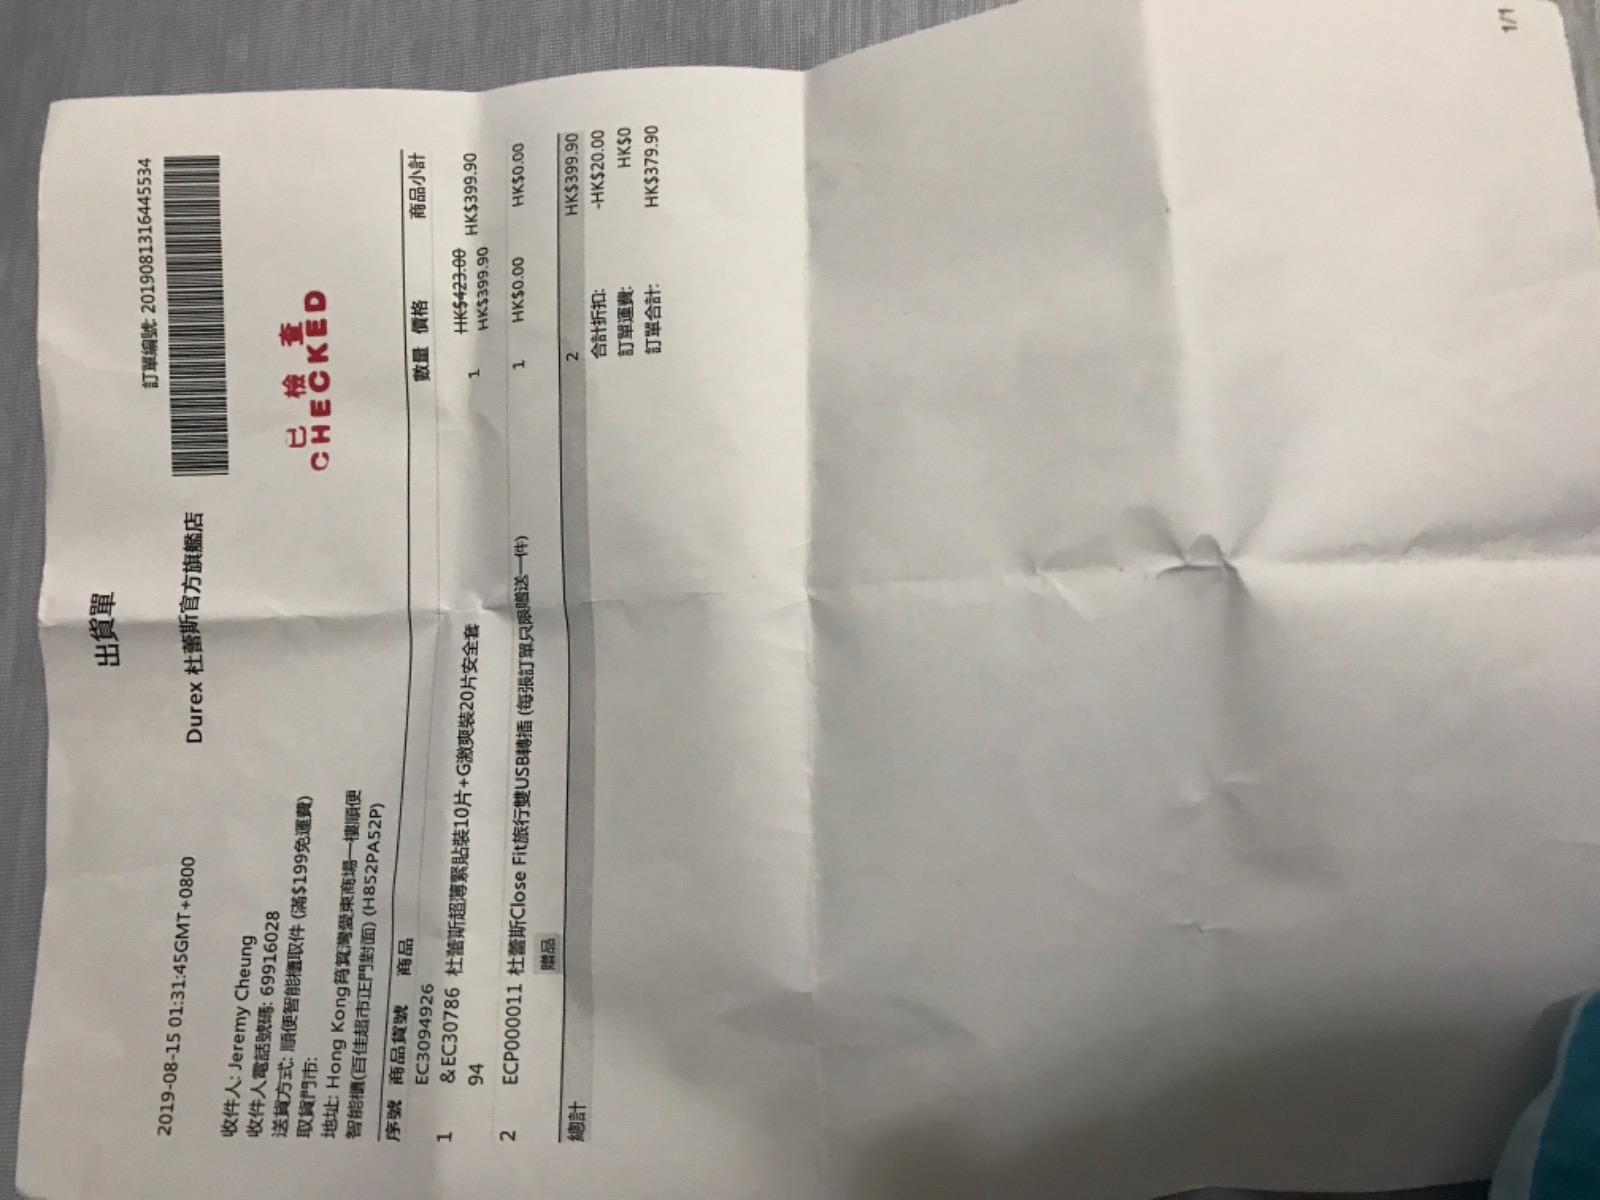 出貨單
訂單編號: 20190813164455​34
2019-08-15 01:31:45GMT+0800
Durex 杜蕾斯官方旗艦店
已檢查
CHECKED
收件人: Jeremy Cheung
收件人電話號碼: 69916028
送貨方式: 順便智能櫃取件 (滿$199免運費)
取貨門市:
地址: Hong Kong筲箕灣愛東商場一樓順便
智能櫃(百佳超市正門對面) (H852PA52P)
序號 商品貨號 商品 數量 價格 商品小計
1 EC3094926 杜蕾斯超薄緊貼裝10片+G激爽裝20片安全套 1 HK$423.00 HK$399.90
&EC30786 HK$399.90
94
2 ECP000011 杜蕾斯Close Fit旅行雙USB轉插 (每張訂單只限贈送一件) 1 HK$0.00 HK$0.00
贈品
總計 2 HK$399.90
合計折扣: -HK$20.00
訂單運費: HK$0
訂單合計: HK$379.90
1/1